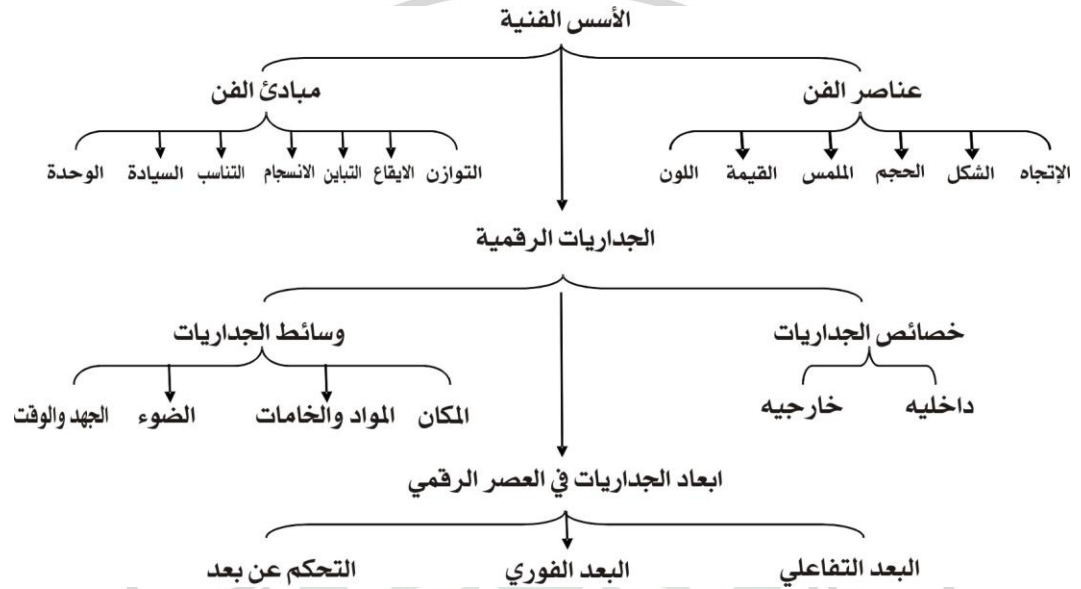 الأسس الفنية
عناصر الفن
مبادئ الفن
الإتجاه الشكل الحجم الملمس القيمة اللون
التوازن الايقاع التباين الانسجام التناسب السيادة الوحدة
الجداريات الرقمية
خصائص الجداريات
وسائط الجداريات
داخليه خارجيه
المكان المواد والخامات الضوء الجهد والوقت
ابعاد الجداريات في العصر الرقمي
البعد التفاعلي البعد الفوري التحكم عن بعد